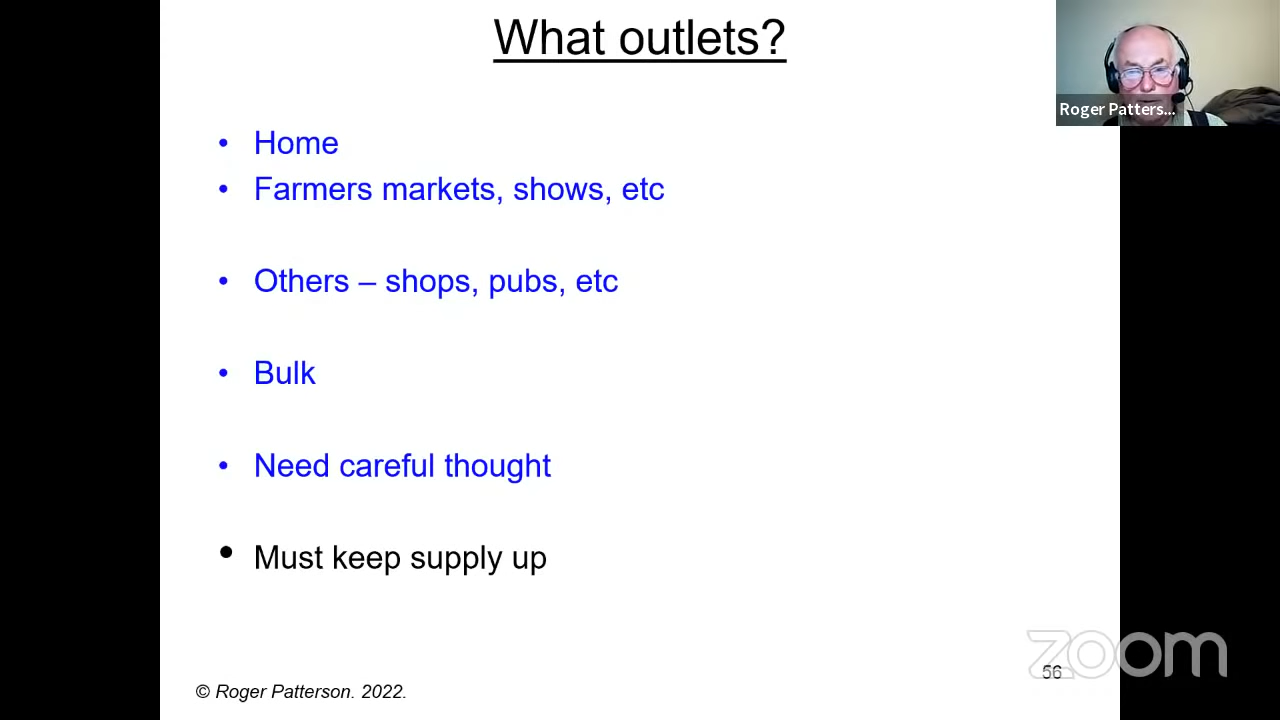 What outlets?
Roger Patters...
• Home
• Farmers markets, shows, etc
• Others – shops, pubs, etc
• Bulk
• Need careful thought
• Must keep supply up
zoom
56
© Roger Patterson. 2022.